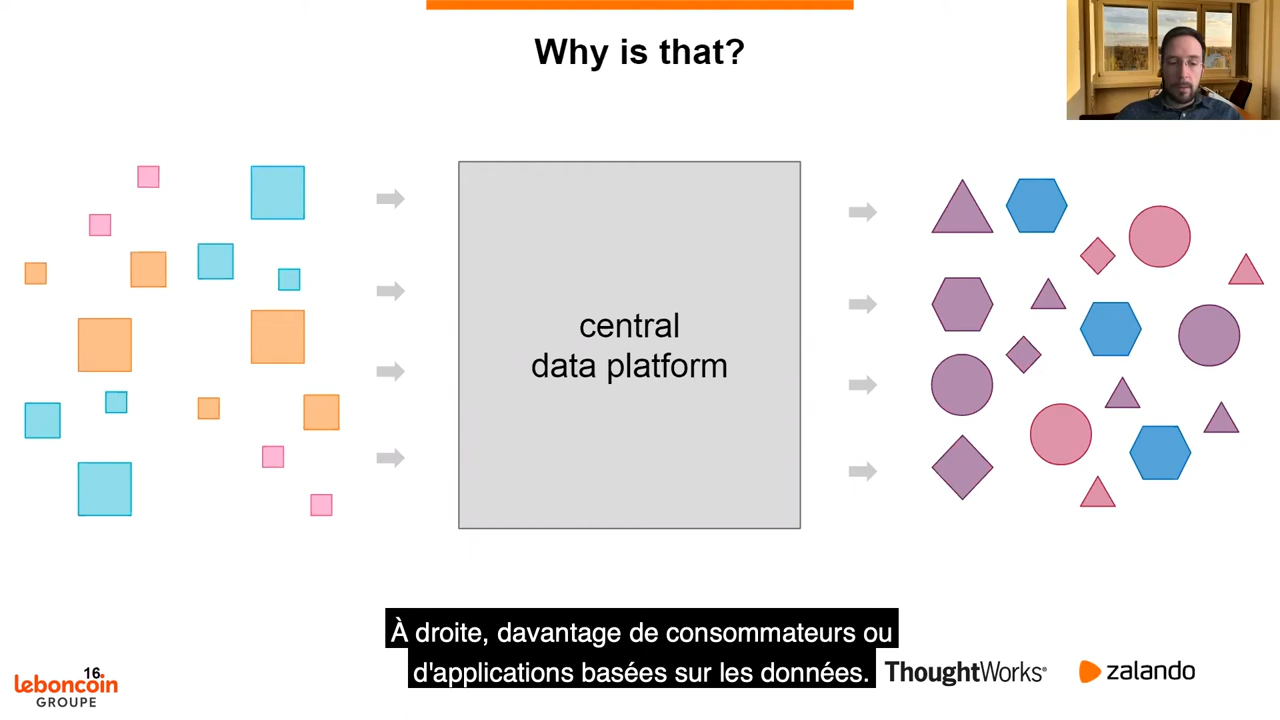 Why is that?
central
data platform
À droite, davantage de consommateurs ou
d'applications basées sur les données.
16
leboncoin
GROUPE
ThoughtWorks®
zalando